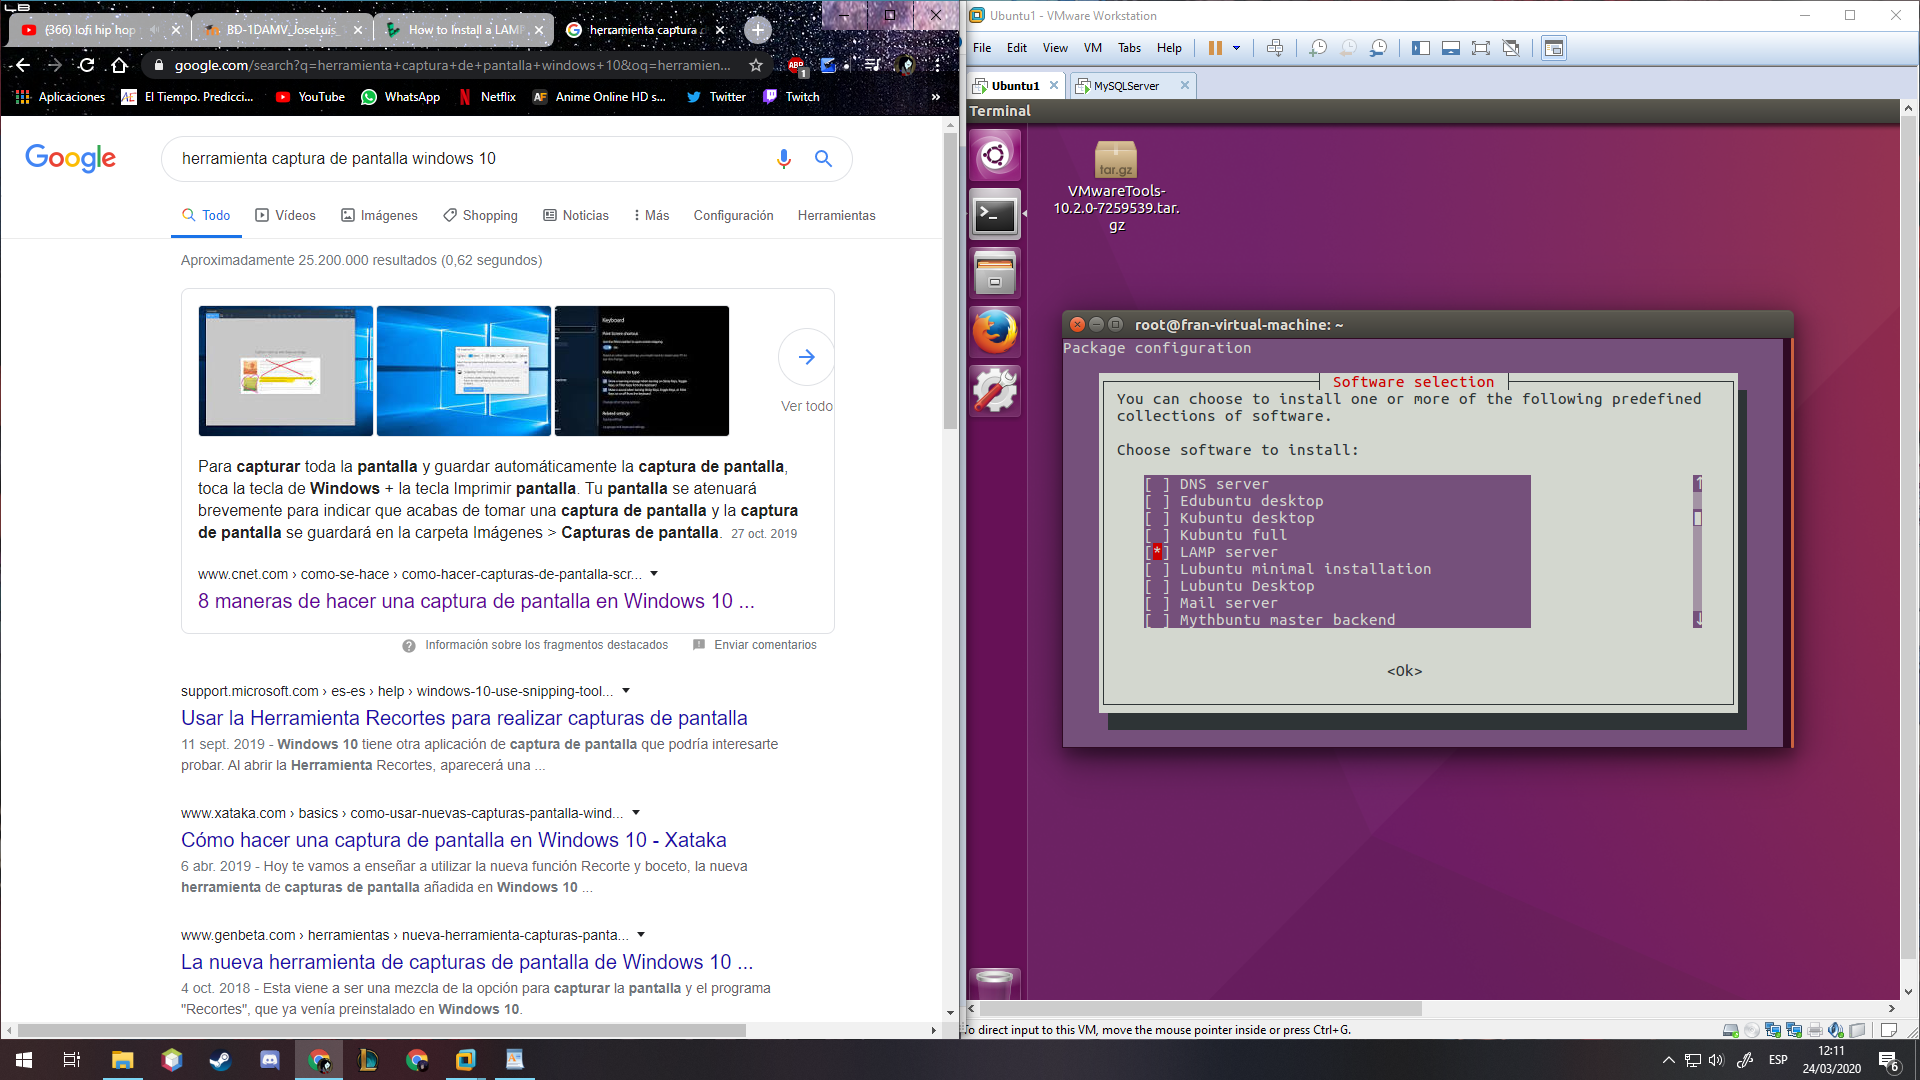 (366) lofi hip hop
BD-1DAMV_JoseLuis_
How to Install a LAMP
herramienta captura
google.com/search?q=herramienta+captura+de+pantalla+windows+10&oq=herramien...
Aplicaciones
El Tiempo. Predicci...
YouTube
WhatsApp
Netflix
Anime Online HD s...
Twitter
Twitch
»
Google
herramienta captura de pantalla windows 10
Todo
Vídeos
Imágenes
Shopping
Noticias
Más
Configuración
Herramientas
Aproximadamente 25.200.000 resultados (0,62 segundos)
Ver todo
Para capturar toda la pantalla y guardar automáticamente la captura de pantalla,
toca la tecla de Windows + la tecla Imprimir pantalla. Tu pantalla se atenuará
brevemente para indicar que acabas de tomar una captura de pantalla y la captura
de pantalla se guardará en la carpeta Imágenes > Capturas de pantalla. 27 oct. 2019
www.cnet.com › como-se-hace › como-hacer-capturas-de-pantalla-scr...
8 maneras de hacer una captura de pantalla en Windows 10 ...
Información sobre los fragmentos destacados
Enviar comentarios
support.microsoft.com › es-es › help › windows-10-use-snipping-tool...
Usar la Herramienta Recortes para realizar capturas de pantalla
11 sept. 2019 - Windows 10 tiene otra aplicación de captura de pantalla que podría interesarte
probar. Al abrir la Herramienta Recortes, aparecerá una ...
www.xataka.com › basics › como-usar-nuevas-capturas-pantalla-wind...
Cómo hacer una captura de pantalla en Windows 10 - Xataka
6 abr. 2019 - Hoy te vamos a enseñar a utilizar la nueva función Recorte y boceto, la nueva
herramienta de capturas de pantalla añadida en Windows 10 ...
www.genbeta.com › herramientas › nueva-herramienta-capturas-panta...
La nueva herramienta de capturas de pantalla de Windows 10 ...
4 oct. 2018 - Esta viene a ser una mezcla de la opción para capturar la pantalla y el programa
"Recortes", que ya venía preinstalado en Windows 10.
Ubuntu1 - VMware Workstation
File Edit View VM Tabs Help
Ubuntu1
MySQLServer
Terminal
tar.gz
VMwareTools-
10.2.0-7259539.tar.
gz
root@fran-virtual-machine: ~
Package configuration
Software selection
You can choose to install one or more of the following predefined
collections of software.
Choose software to install:
[ ] DNS server
[ ] Edubuntu desktop
[ ] Kubuntu desktop
[ ] Kubuntu full
[*] LAMP server
[ ] Lubuntu minimal installation
[ ] Lubuntu Desktop
[ ] Mail server
[ ] Mythbuntu master backend
<Ok>
To direct input to this VM, move the mouse pointer inside or press Ctrl+G.
ESP
12:11
24/03/2020
6